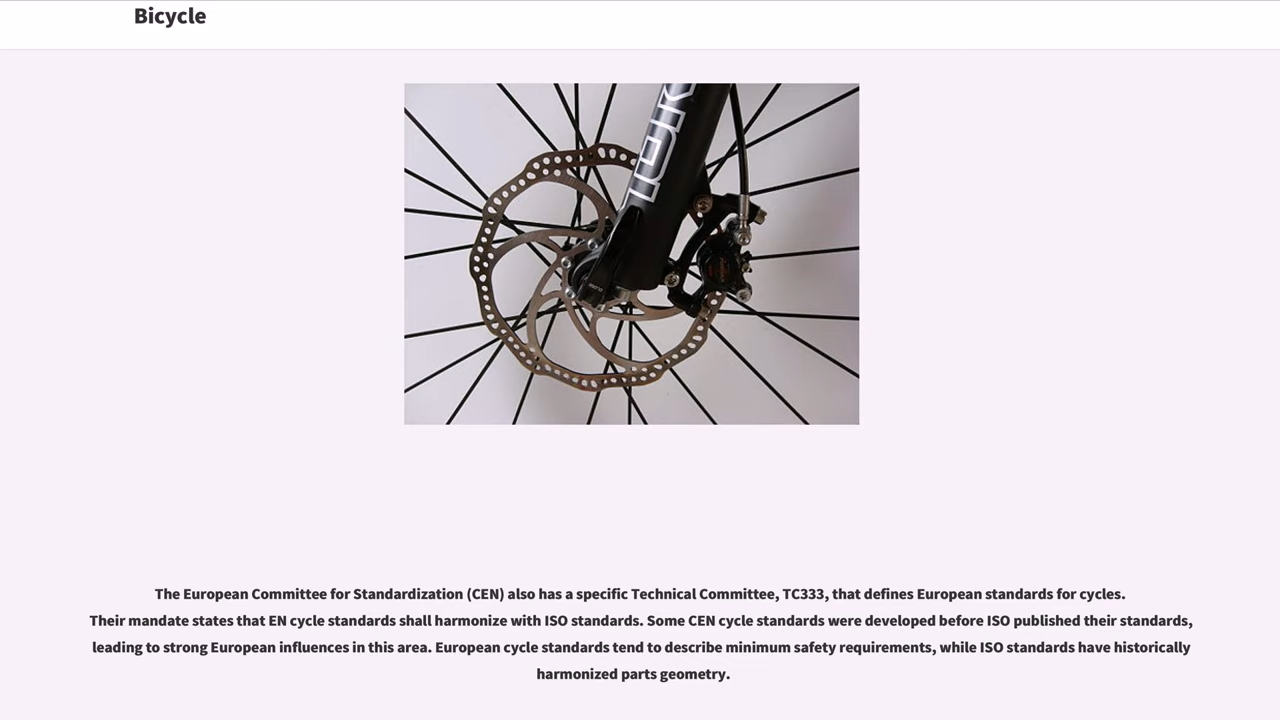 Bicycle
The European Committee for Standardization (CEN) also has a specific Technical Committee, TC333, that defines European standards for cycles.
Their mandate states that EN cycle standards shall harmonize with ISO standards. Some CEN cycle standards were developed before ISO published their standards,
leading to strong European influences in this area. European cycle standards tend to describe minimum safety requirements, while ISO standards have historically
harmonized parts geometry.